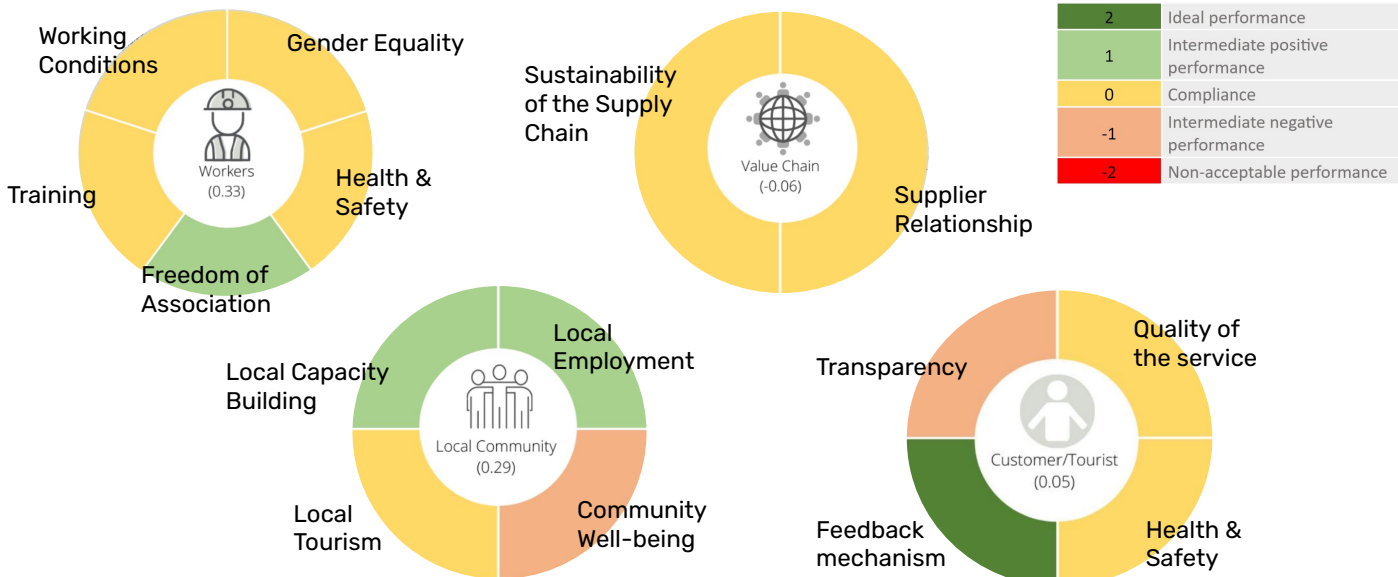 Working
Conditions
Gender Equality
Workers
(0.33)
Training
Health &
Safety
Freedom of
Association
Sustainability
of the Supply
Chain
Value Chain
(-0.06)
Supplier
Relationship
2 Ideal performance
1 Intermediate positive
performance
0 Compliance
-1 Intermediate negative
performance
-2 Non-acceptable performance
Local Capacity
Building
Local
Employment
Local Community
(0.29)
Local
Tourism
Community
Well-being
Transparency
Quality of
the service
Customer/Tourist
(0.05)
Feedback
mechanism
Health &
Safety